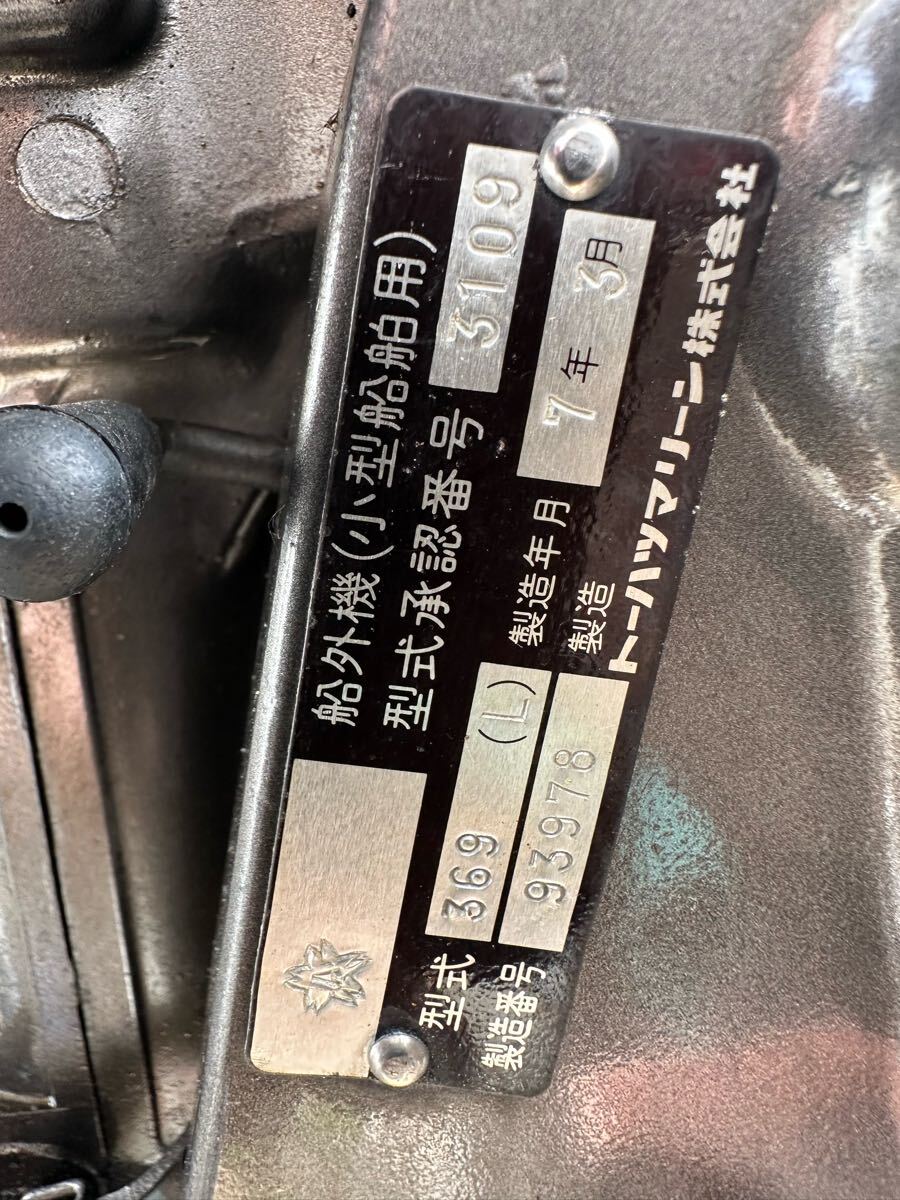 船外機(小型船舶用)
型式承認番号 3109
型式 369 (L) 製造年月 7年 3月
製造番号 93978 製造 トーハツマリーン株式会社